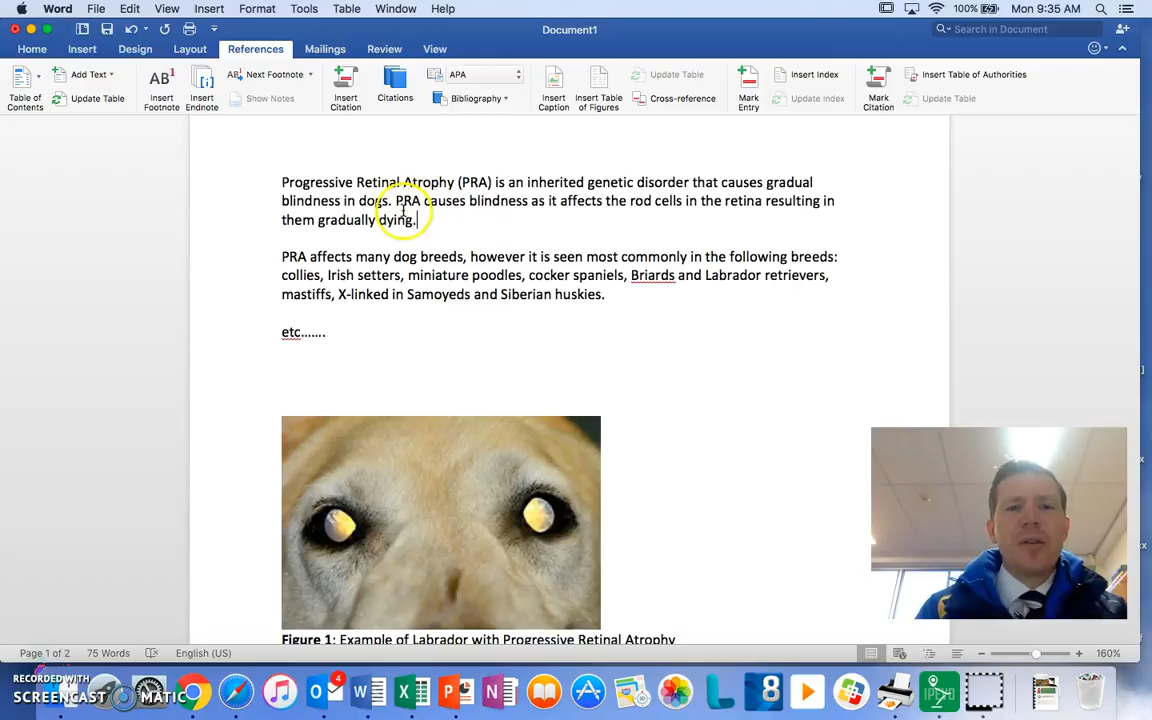 Word File Edit View Insert Format Tools Table Window Help 100% Mon 9:35 AM
Document1
Search in Document
Home Insert Design Layout References Mailings Review View
Table of Contents
Add Text
Update Table
AB1 Insert Footnote
Insert Endnote
AB1 Next Footnote
Show Notes
Insert Citation
Citations
APA
Bibliography
Insert Caption
Insert Table of Figures
Update Table
Cross-reference
Mark Entry
Insert Index
Update Index
Mark Citation
Insert Table of Authorities
Update Table
Progressive Retinal Atrophy (PRA) is an inherited genetic disorder that causes gradual
blindness in dogs. PRA causes blindness as it affects the rod cells in the retina resulting in
them gradually dying.
PRA affects many dog breeds, however it is seen most commonly in the following breeds:
collies, Irish setters, miniature poodles, cocker spaniels, Briards and Labrador retrievers,
mastiffs, X-linked in Samoyeds and Siberian huskies.
etc.......
Figure 1: Example of Labrador with Progressive Retinal Atrophy
Page 1 of 2 75 Words English (US) 160%
RECORDED WITH
SCREENCAST MATIC
4
8